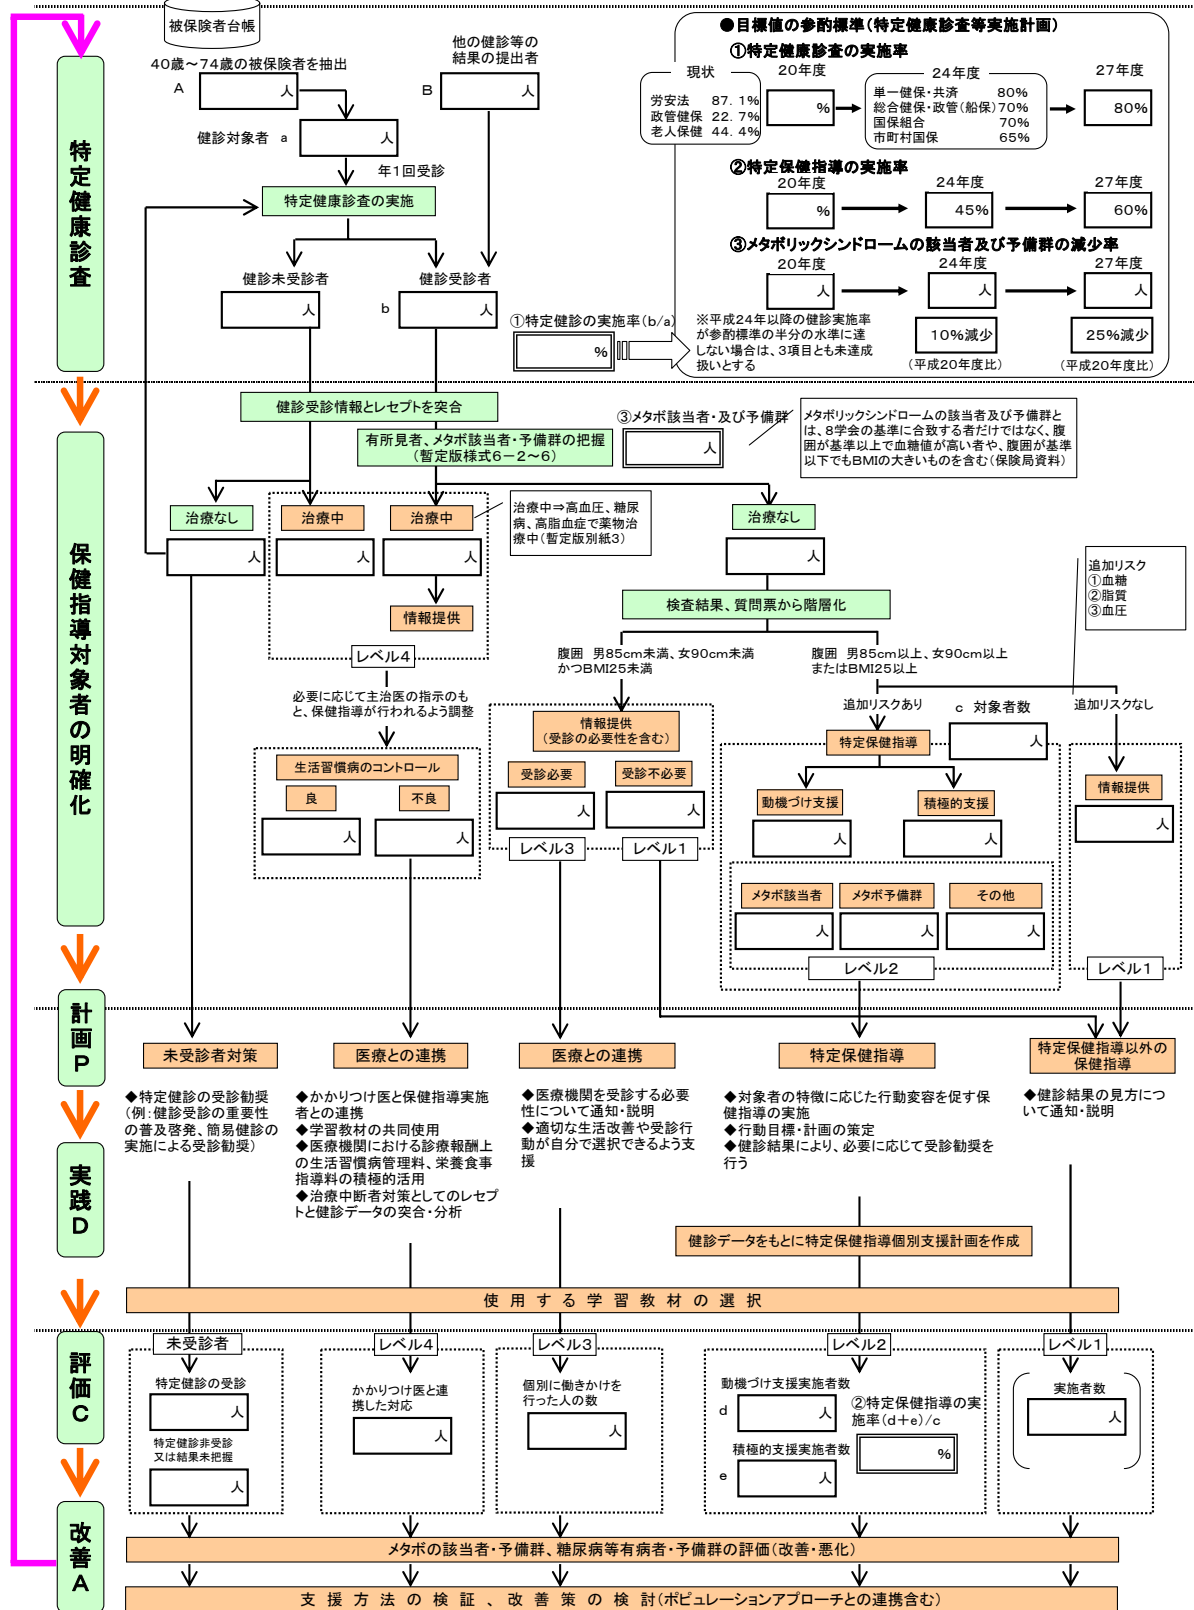 被保険者台帳
40歳～74歳の被保険者を抽出
A
人
他の健診等の
結果の提出者
B
人
健診対象者 a
人
年1回受診
特定健康診査の実施
健診未受診者
人
健診受診者
b
人
①特定健診の実施率(b/a)
%
●目標値の参酌標準(特定健康診査等実施計画)
①特定健康診査の実施率
現状
労安法 87.1%
政管健保 22.7%
老人保健 44.4%
20年度
%
24年度
単一健保・共済 80%
総合健保・政管(船保)70%
国保組合 70%
市町村国保 65%
27年度
80%
②特定保健指導の実施率
20年度
%
24年度
45%
27年度
60%
③メタボリックシンドロームの該当者及び予備群の減少率
20年度
人
24年度
人
27年度
人
※平成24年以降の健診実施率
が参酌標準の半分の水準に達
しない場合は、3項目とも未達成
扱いとする
10%減少
(平成20年度比)
25%減少
(平成20年度比)
特定健康診査
健診受診情報とレセプトを突合
有所見者、メタボ該当者・予備群の把握
(暫定版様式6－2～6)
③メタボ該当者・及び予備群
人
メタボリックシンドロームの該当者及び予備群と
は、8学会の基準に合致する者だけではなく、腹
囲が基準以上で血糖値が高い者や、腹囲が基準
以下でもBMIの大きいものを含む(保険局資料)
治療なし
人
治療中
人
治療中
人
情報提供
レベル4
治療中⇒高血圧、糖尿
病、高脂血症で薬物治
療中(暫定版別紙3)
治療なし
人
検査結果、質問票から階層化
追加リスク
①血糖
②脂質
③血圧
腹囲 男85cm未満、女90cm未満
かつBMI25未満
腹囲 男85cm以上、女90cm以上
またはBMI25以上
必要に応じて主治医の指示のも
と、保健指導が行われるよう調整
生活習慣病のコントロール
良
人
不良
人
情報提供
(受診の必要性を含む)
受診必要
人
受診不必要
人
レベル3
レベル1
追加リスクあり
c 対象者数
人
特定保健指導
動機づけ支援
人
積極的支援
人
メタボ該当者
人
メタボ予備群
人
その他
人
レベル2
追加リスクなし
情報提供
人
レベル1
保健指導対象者の明確化
計画P
未受診者対策
医療との連携
医療との連携
特定保健指導
特定保健指導以外の
保健指導
◆特定健診の受診勧奨
(例:健診受診の重要性
の普及啓発、簡易健診の
実施による受診勧奨)
◆かかりつけ医と保健指導実施
者との連携
◆学習教材の共同使用
◆医療機関における診療報酬上
の生活習慣病管理料、栄養食事
指導料の積極的活用
◆治療中断者対策としてのレセプ
トと健診データの突合・分析
◆医療機関を受診する必要
性について通知・説明
◆適切な生活改善や受診行
動が自分で選択できるよう支
援
◆対象者の特徴に応じた行動変容を促す保
健指導の実施
◆行動目標・計画の策定
◆健診結果により、必要に応じて受診勧奨を
行う
◆健診結果の見方につ
いて通知・説明
実践D
健診データをもとに特定保健指導個別支援計画を作成
使用する学習教材の選択
評価C
未受診者
特定健診の受診
人
特定健診非受診
又は結果未把握
人
レベル4
かかりつけ医と連
携した対応
人
レベル3
個別に働きかけを
行った人の数
人
レベル2
動機づけ支援実施者数
d
人
積極的支援実施者数
e
人
②特定保健指導の実
施率(d＋e)/c
%
レベル1
実施者数
人
改善A
メタボの該当者・予備群、糖尿病等有病者・予備群の評価(改善・悪化)
支援方法の検証、改善策の検討(ポピュレーションアプローチとの連携含む)